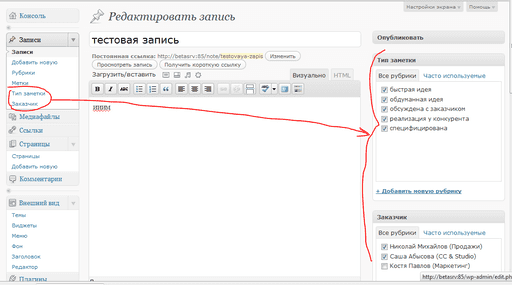 Настройки экрана
Помощь
Консоль
Редактировать запись
Записи
Записи
Добавить новую
Рубрики
Метки
Тип заметки
Заказчик
Медиафайлы
Ссылки
Страницы
Страницы
Добавить новую
Комментарии
Внешний вид
Темы
Виджеты
Меню
Фон
Заголовок
Редактор
Плагины
тестовая запись
Постоянная ссылка: http://betasrv:85/note/testovaya-zapis Изменить
Просмотреть запись Получить короткую ссылку
Загрузить/вставить
Визуально HTML
B I ABC
Опубликовать
Тип заметки
Все рубрики Часто используемые
быстрая идея
обдуманная идея
обсуждена с заказчиком
реализация у конкурента
специфицирована
+ Добавить новую рубрику
Заказчик
Все рубрики Часто используемые
Николай Михайлов (Продажи)
Саша Абысова (CC & Studio)
Костя Павлов (Маркетинг)
http://betasrv:85/wp-admin/edit.ph